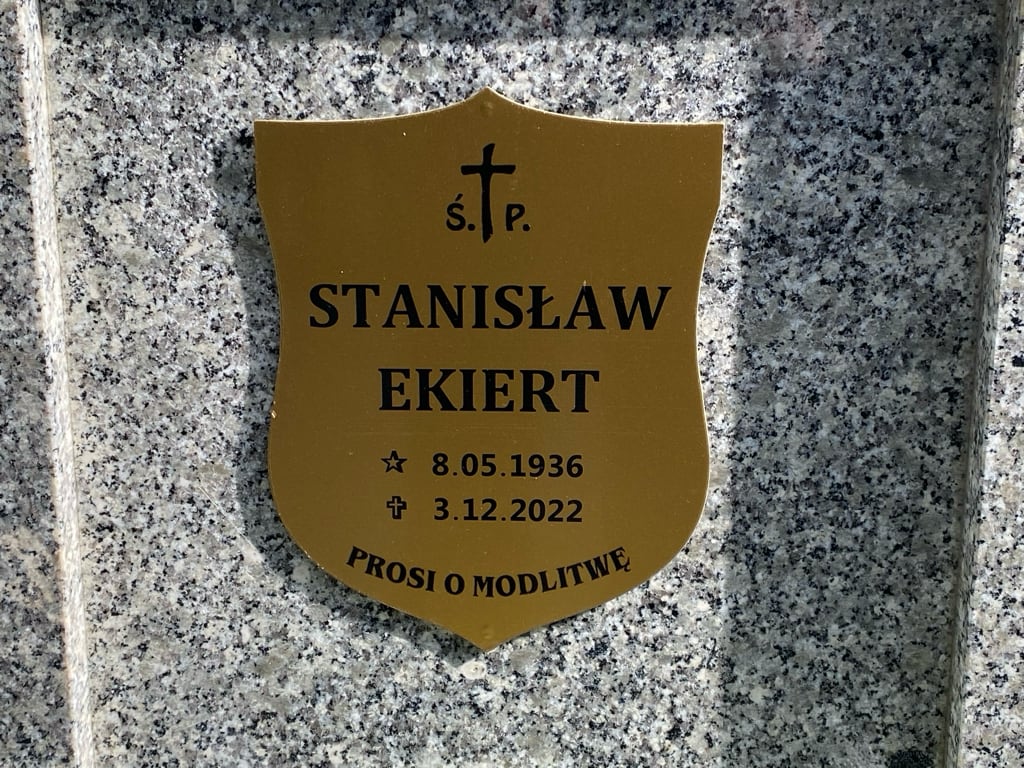 Ś. P.
STANISŁAW
EKIERT
8.05.1936
3.12.2022
PROSI O MODLITWĘ